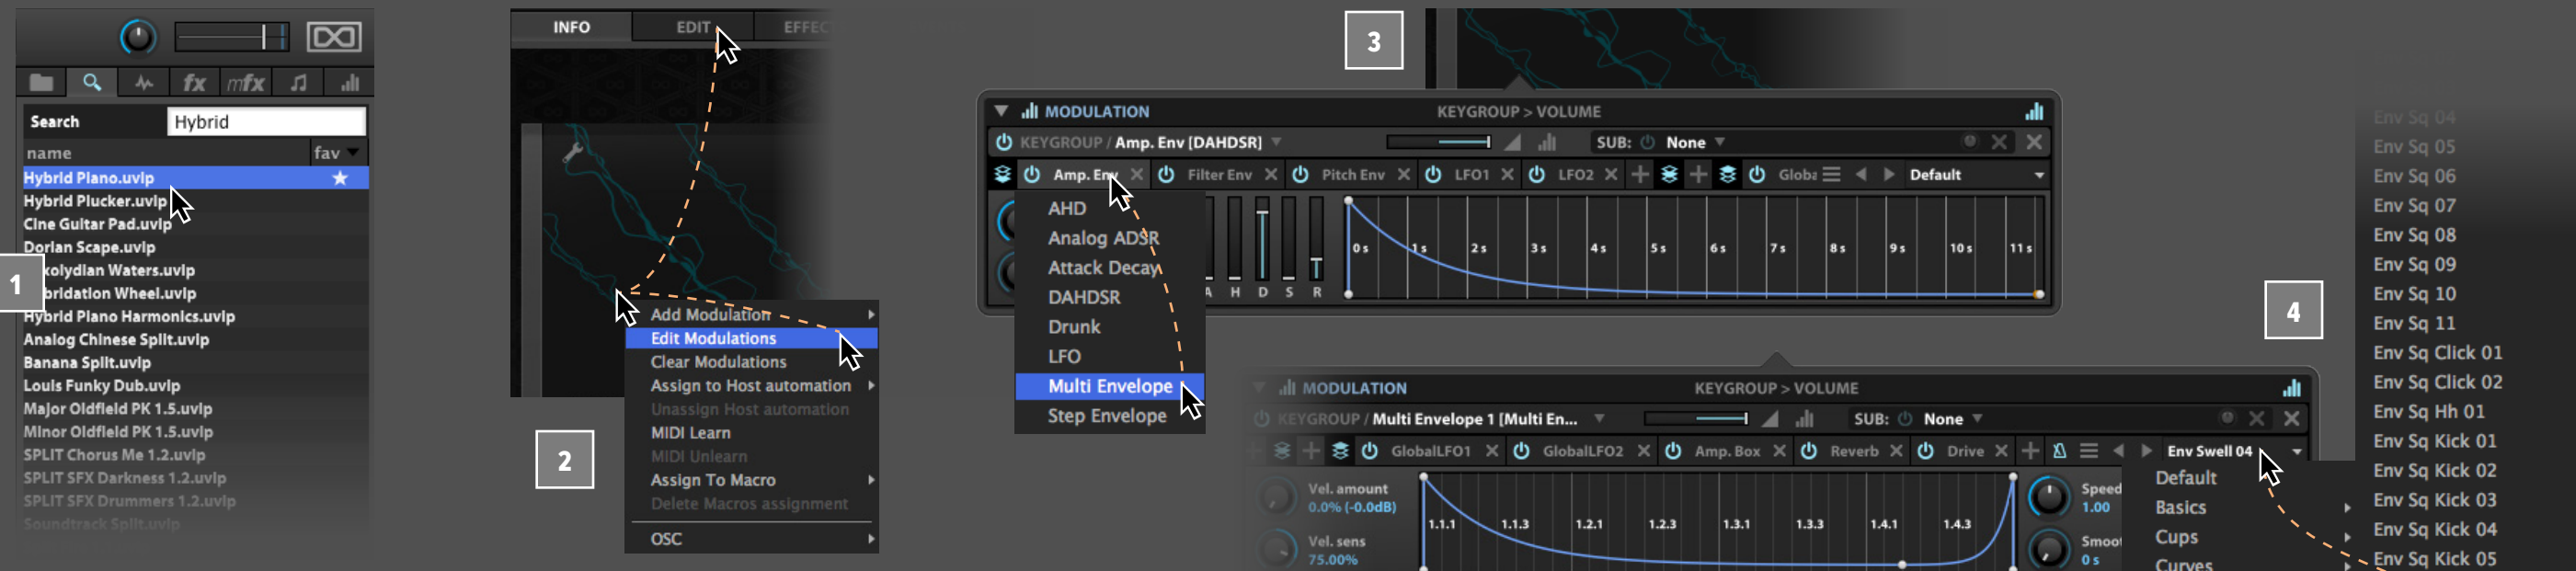 fx
mfx
Search
Hybrid
name
fav
Hybrid Piano.uvip
Hybrid Plucker.uvip
Cine Guitar Pad.uvip
Dorian Scape.uvip
xolydian Waters.uvip
bridation Wheel.uvip
Hybrid Piano Harmonics.uvip
Analog Chinese Split.uvip
Banana Split.uvip
Louis Funky Dub.uvip
Major Oldfield PK 1.5.uvip
Minor Oldfield PK 1.5.uvip
SPLIT Chorus Me 1.2.uvip
SPLIT SFX Darkness 1.2.uvip
SPLIT SFX Drummers 1.2.uvip
Soundtrack Split.uvip
1
INFO
EDIT
EFFEC
Add Modulation
Edit Modulations
Clear Modulations
Assign to Host automation
Unassign Host automation
MIDI Learn
MIDI Unlearn
Assign To Macro
Delete Macros assignment
OSC
2
3
MODULATION
KEYGROUP > VOLUME
KEYGROUP / Amp. Env [DAHDSR]
SUB: None
Amp. Env
Filter Env
Pitch Env
LFO1
LFO2
Globa
Default
AHD
Analog ADSR
Attack Decay
DAHDSR
Drunk
LFO
Multi Envelope
Step Envelope
A H D S R
0 s 1 s 2 s 3 s 4 s 5 s 6 s 7 s 8 s 9 s 10 s 11 s
4
MODULATION
KEYGROUP > VOLUME
KEYGROUP / Multi Envelope 1 [Multi En...
SUB: None
GlobalLFO1
GlobalLFO2
Amp. Box
Reverb
Drive
Env Swell 04
Vel. amount
0.0% (-0.0dB)
Vel. sens
75.00%
1.1.1 1.1.3 1.2.1 1.2.3 1.3.1 1.3.3 1.4.1 1.4.3
Speed
1.00
Smoo
0 s
Default
Basics
Cups
Curves
Env Sq 04
Env Sq 05
Env Sq 06
Env Sq 07
Env Sq 08
Env Sq 09
Env Sq 10
Env Sq 11
Env Sq Click 01
Env Sq Click 02
Env Sq Hh 01
Env Sq Kick 01
Env Sq Kick 02
Env Sq Kick 03
Env Sq Kick 04
Env Sq Kick 05